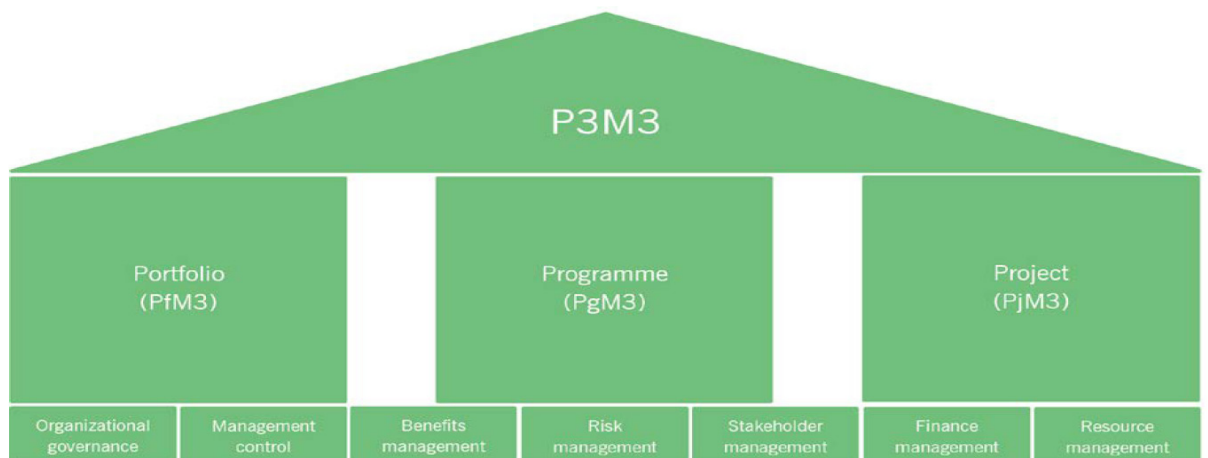 P3M3
Portfolio
(PfM3)
Programme
(PgM3)
Project
(PjM3)
Organizational
governance
Management
control
Benefits
management
Risk
management
Stakeholder
management
Finance
management
Resource
management